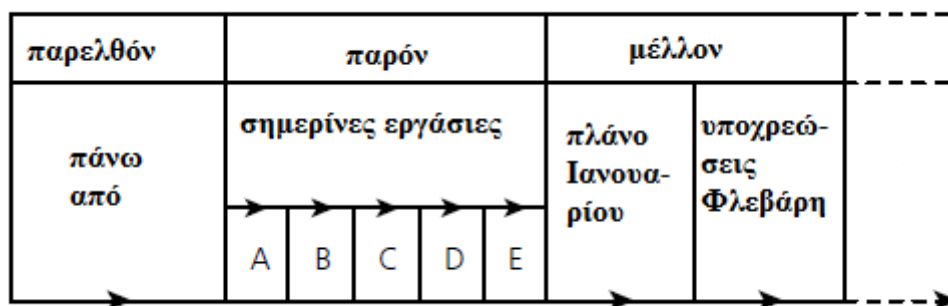 παρελθόν
παρόν
μέλλον
πάνω
από
σημερίνες εργάσιες
A B C D E
πλάνο
Ιανουα-
ρίου
υποχρεώ-
σεις
Φλεβάρη